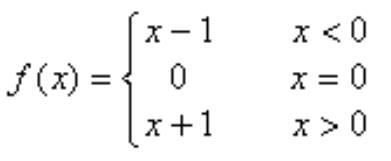 x − 1 x < 0
f(x) = { 0 x = 0
x + 1 x > 0